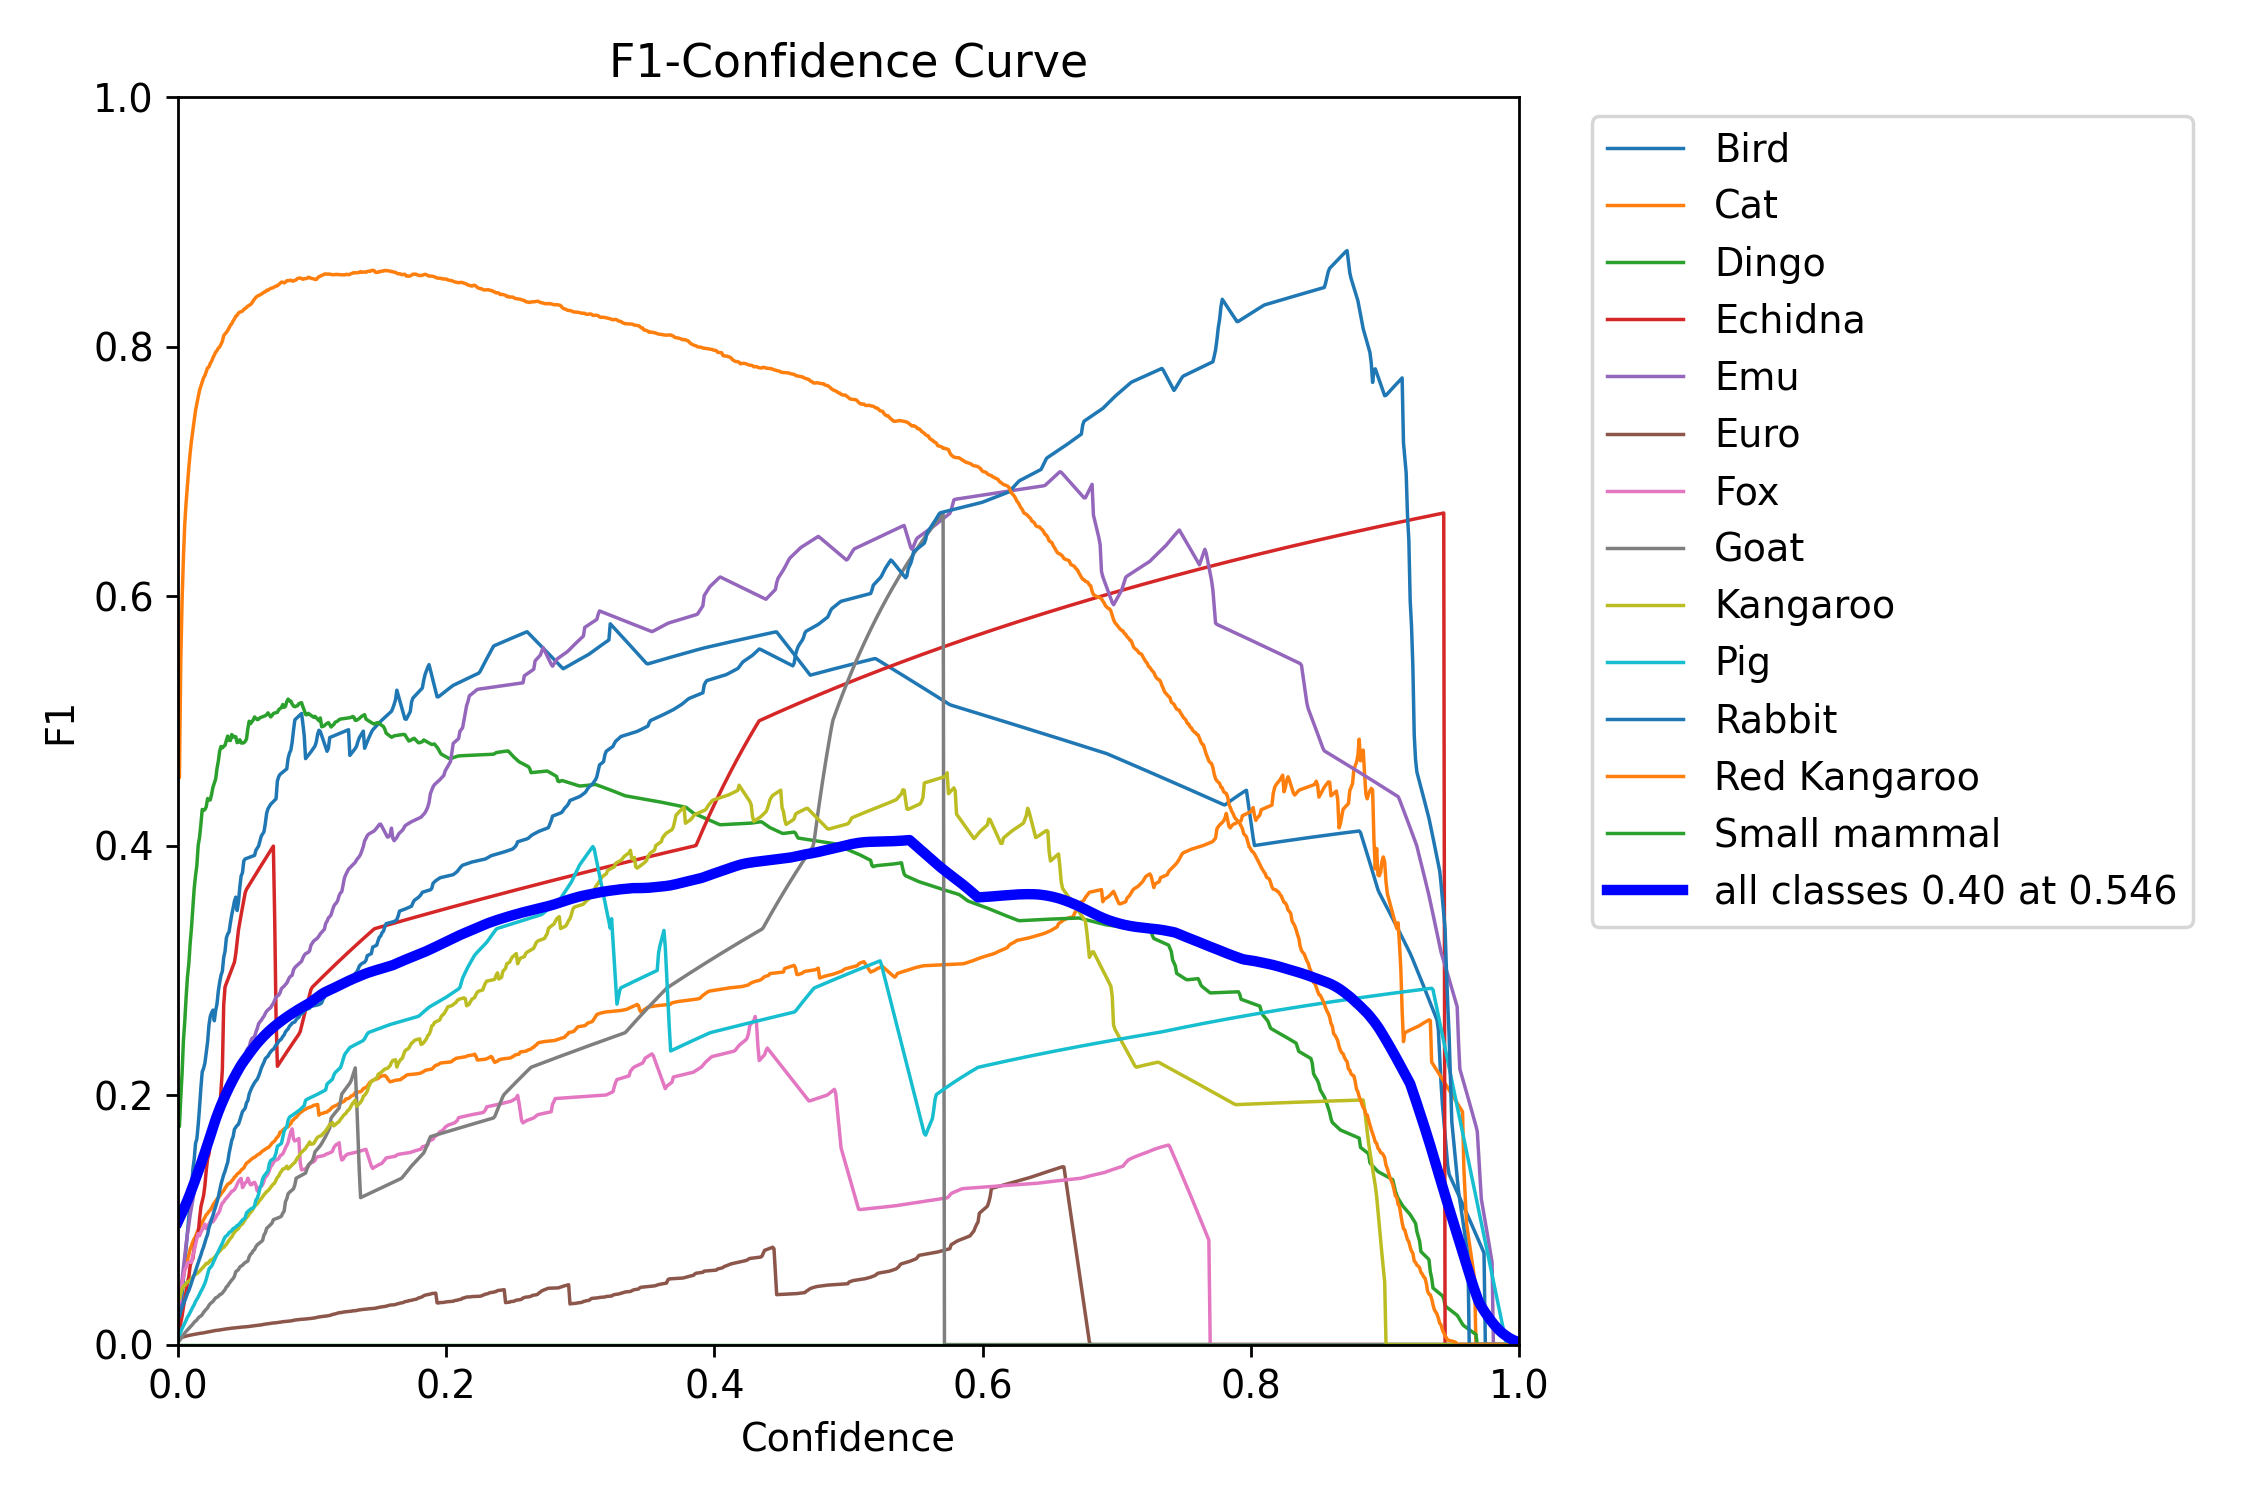 F1-Confidence Curve
1.0
0.8
0.6
0.4
0.2
0.0
F1
0.0 0.2 0.4 0.6 0.8 1.0
Confidence
Bird
Cat
Dingo
Echidna
Emu
Euro
Fox
Goat
Kangaroo
Pig
Rabbit
Red Kangaroo
Small mammal
all classes 0.40 at 0.546